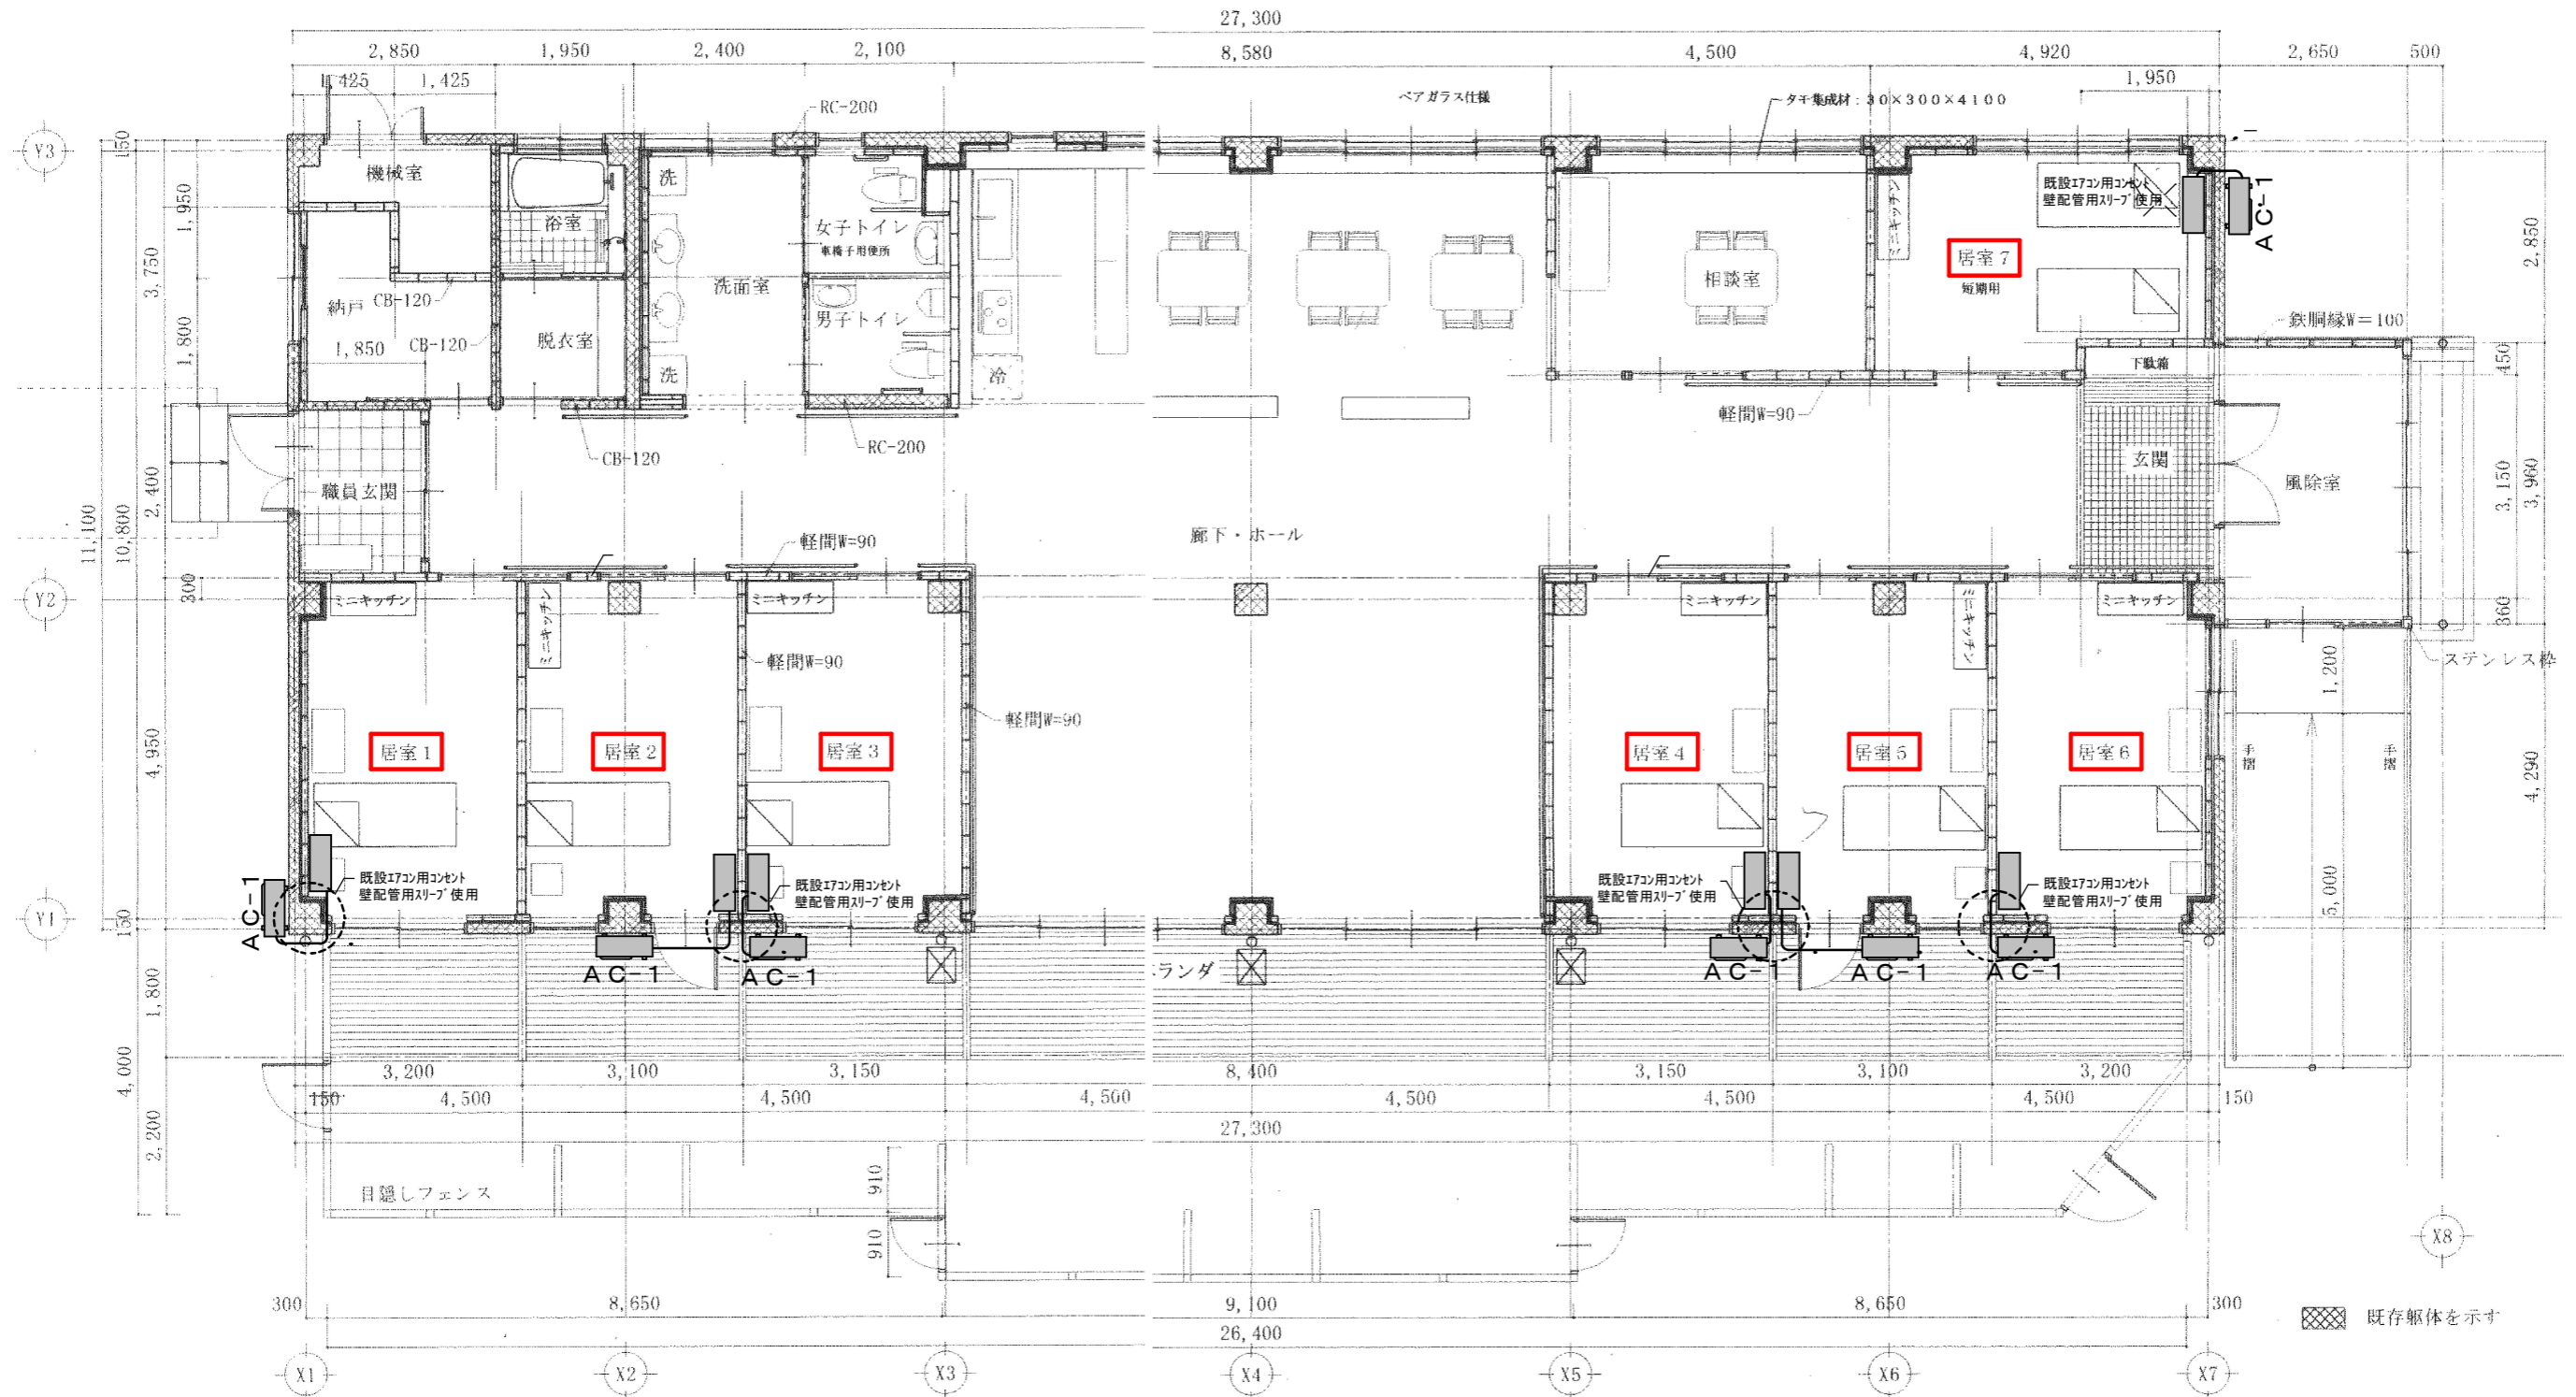 27,300
2,850
1,950
2,400
2,100
8,580
4,500
4,920
2,650
500
1,425
1,425
1,950
RC-200
ペアガラス仕様
タモ集成材：30×300×4100
Y3
150
機械室
洗
既設エアコン用コンセント
壁配管用スリーブ使用
AC-1
1,950
浴室
女子トイレ
車椅子用便所
ミニキッチン
2,850
3,750
居室7
短期用
相談室
洗面室
納戸
CB-120
男子トイレ
鉄胴縁W＝100
1,800
1,850
CB-120
脱衣室
洗
冷
下駄箱
450
軽間W=90
CB-120
RC-200
玄関
風除室
職員玄関
2,400
3,150
3,960
11,100
10,800
廊下・ホール
軽間W=90
300
Y2
ミニキッチン
ミニキッチン
ミニキッチン
ミニキッチン
ミニキッチン
ミニキッチン
360
軽間W=90
ステンレス枠
1,200
軽間W=90
4,950
居室1
居室2
居室3
居室4
居室5
居室6
手摺
手摺
4,290
既設エアコン用コンセント
壁配管用スリーブ使用
既設エアコン用コンセント
壁配管用スリーブ使用
既設エアコン用コンセント
壁配管用スリーブ使用
既設エアコン用コンセント
壁配管用スリーブ使用
5,000
AC-1
Y1
150
AC-1
AC-1
ランダ
AC-1
AC-1
AC-1
1,800
4,000
3,200
3,100
3,150
8,400
3,150
3,100
3,200
150
4,500
4,500
4,500
4,500
4,500
4,500
150
27,300
2,200
910
目隠しフェンス
910
X8
300
8,650
9,100
8,650
300
既存躯体を示す
26,400
X1
X2
X3
X4
X5
X6
X7